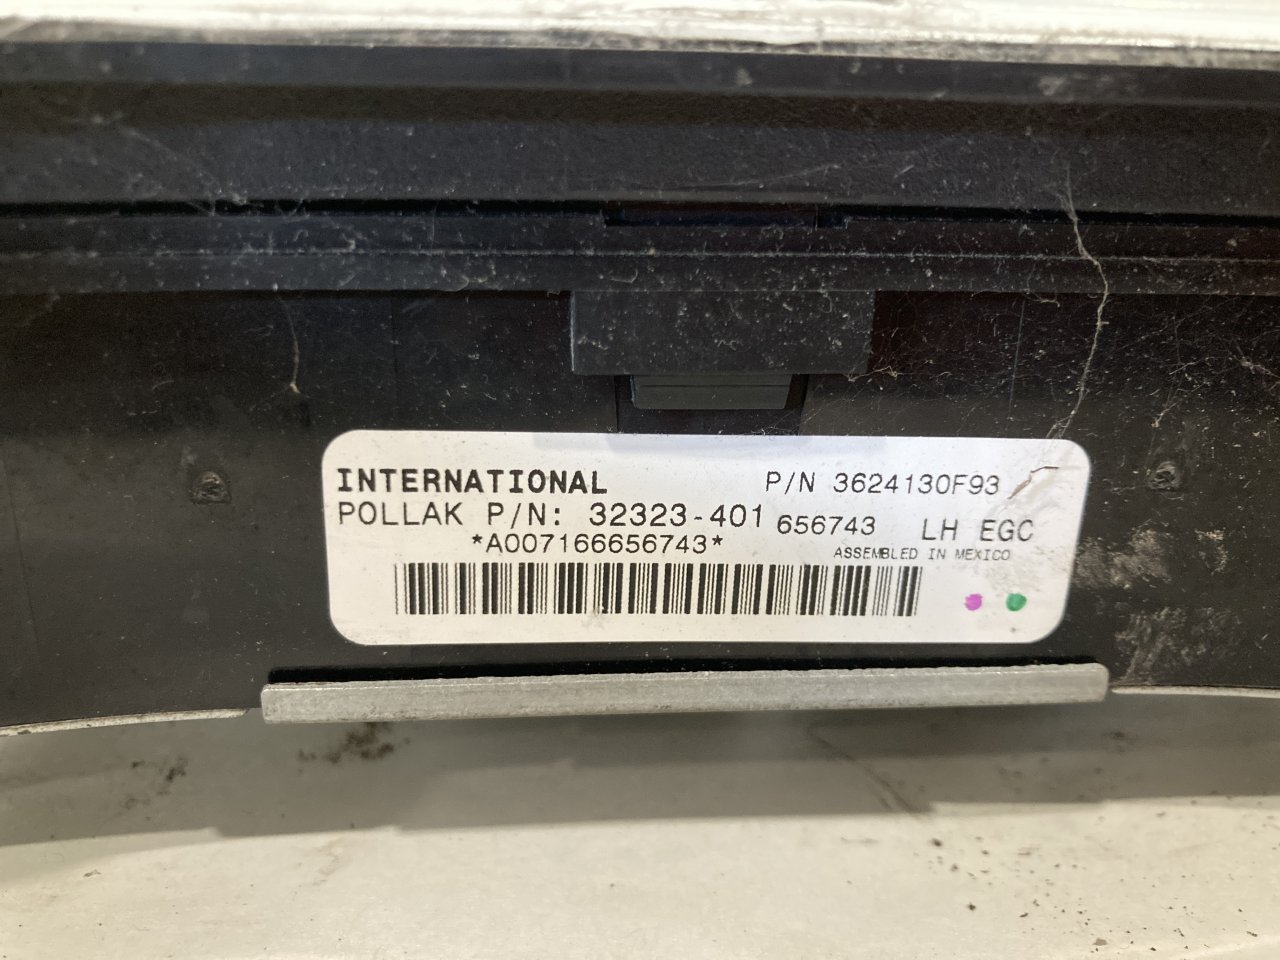 INTERNATIONAL P/N 3624130F93
POLLAK P/N: 32323-401 656743 LH EGC
*A007166656743* ASSEMBLED IN MEXICO